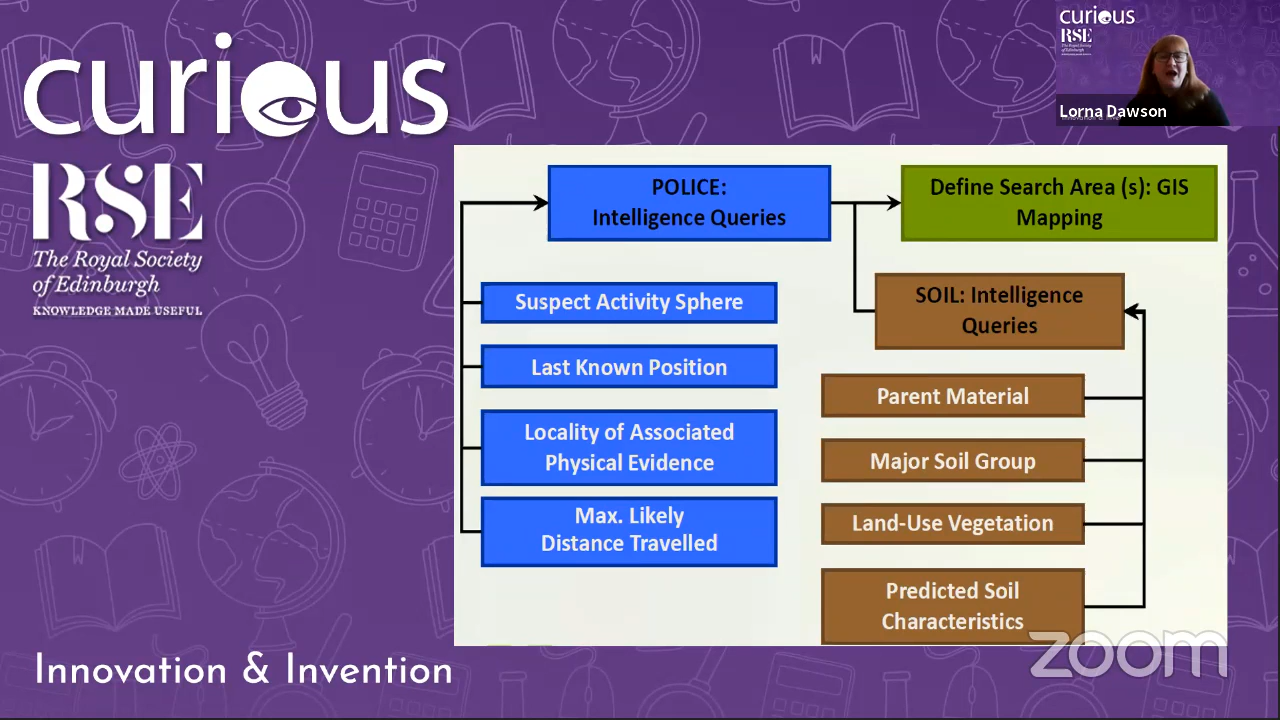 curious
RSE
The Royal Society
of Edinburgh
KNOWLEDGE MADE USEFUL
Innovation & Invention
curious
RSE
Lorna Dawson
POLICE:
Intelligence Queries
Define Search Area (s): GIS
Mapping
Suspect Activity Sphere
Last Known Position
Locality of Associated
Physical Evidence
Max. Likely
Distance Travelled
SOIL: Intelligence
Queries
Parent Material
Major Soil Group
Land-Use Vegetation
Predicted Soil
Characteristics
zoom